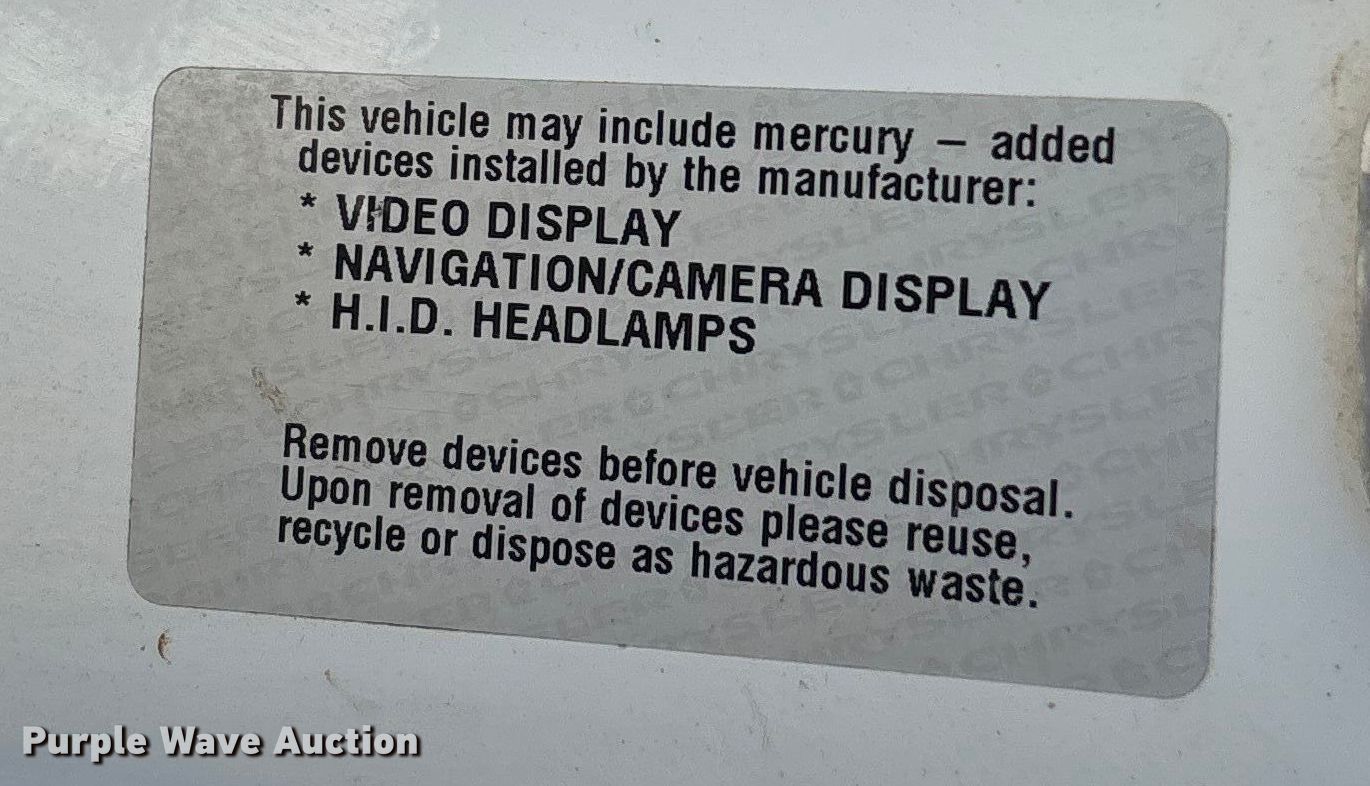 This vehicle may include mercury – added
devices installed by the manufacturer:
* VIDEO DISPLAY
* NAVIGATION/CAMERA DISPLAY
* H.I.D. HEADLAMPS
Remove devices before vehicle disposal.
Upon removal of devices please reuse,
recycle or dispose as hazardous waste.
CHRYSLER
Purple Wave Auction